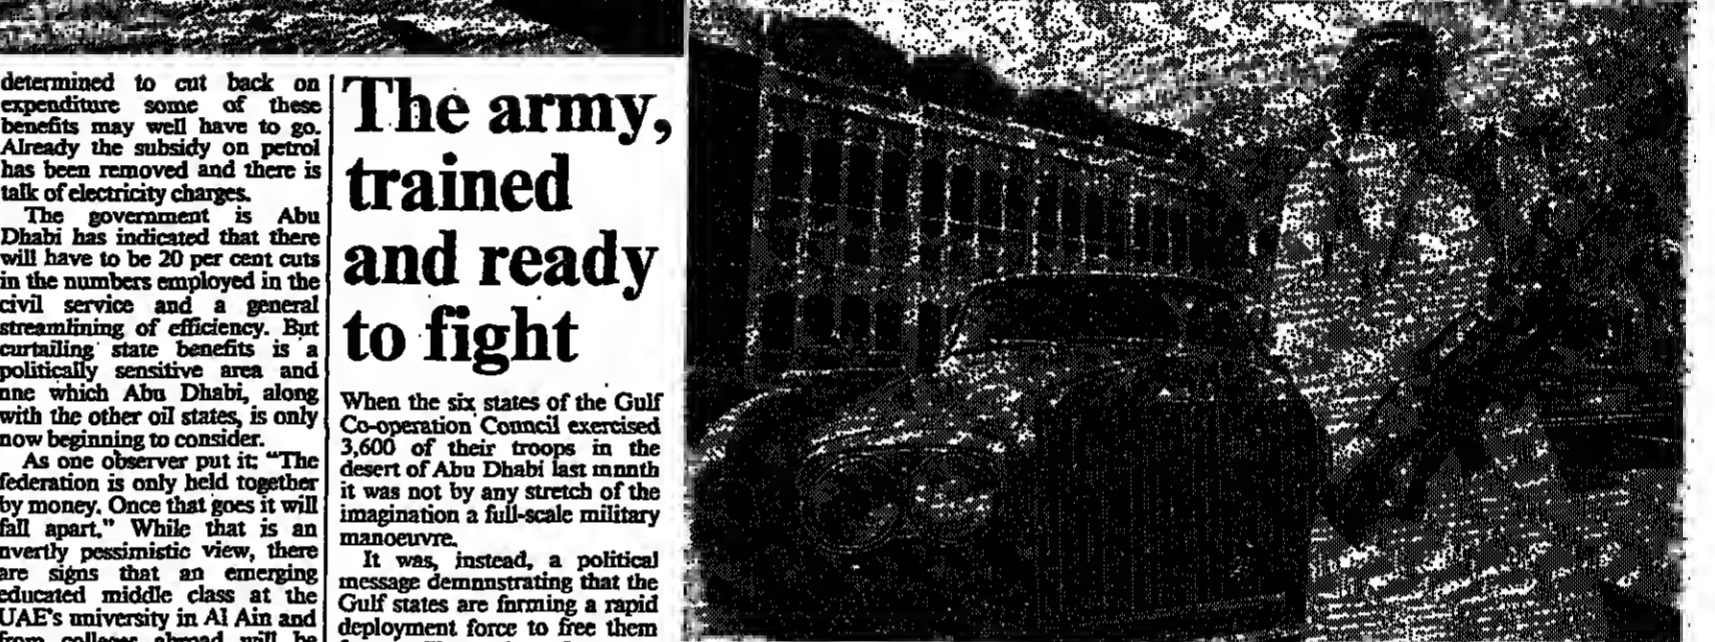 determined to cut back on
expenditure some of these
benefits may well have to go.
Already the subsidy on petrol
has been removed and there is
talk of electricity charges.
The government is Abu
Dhabi has indicated that there
will have to be 20 per cent cuts
in the numbers employed in the
civil service and a general
streamlining of efficiency. But
curtailing state benefits is a
politically sensitive area and
nne which Abu Dhabi, along
with the other oil states, is only
now beginning to consider.
As one observer put it: "The
federation is only held together
by money. Once that goes it will
fall apart." While that is an
nvertly pessimistic view, there
are signs that an emerging
educated middle class at the
UAE's university in Al Ain and
from colleges abroad will be
The army,
trained
and ready
to fight
When the six states of the Gulf
Co-operation Council exercised
3,600 of their troops in the
desert of Abu Dhabi last mnnth
it was not by any stretch of the
imagination a full-scale military
manoeuvre.
It was, instead, a political
message demnnstrating that the
Gulf states are fnrming a rapid
deployment force to free them